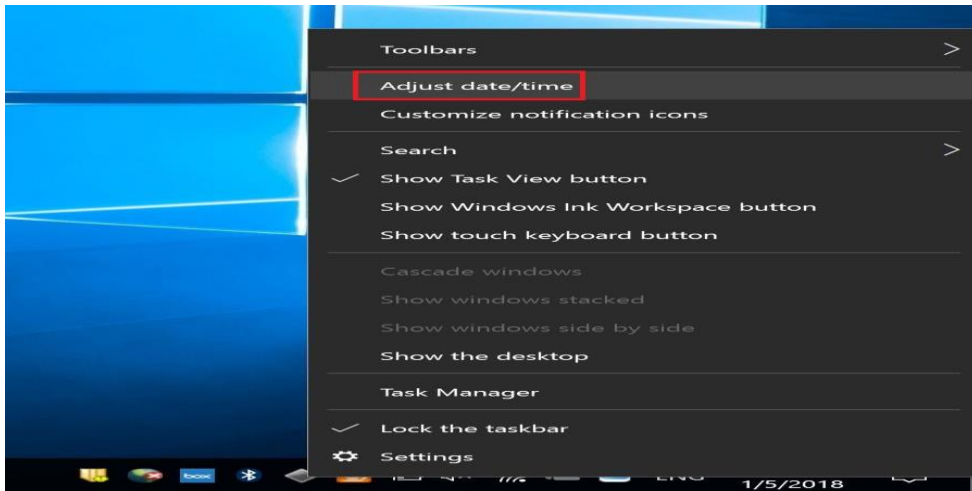 Toolbars
Adjust date/time
Customize notification icons
Search
Show Task View button
Show Windows Ink Workspace button
Show touch keyboard button
Cascade windows
Show windows stacked
Show windows side by side
Show the desktop
Task Manager
Lock the taskbar
Settings
box
1/5/2018